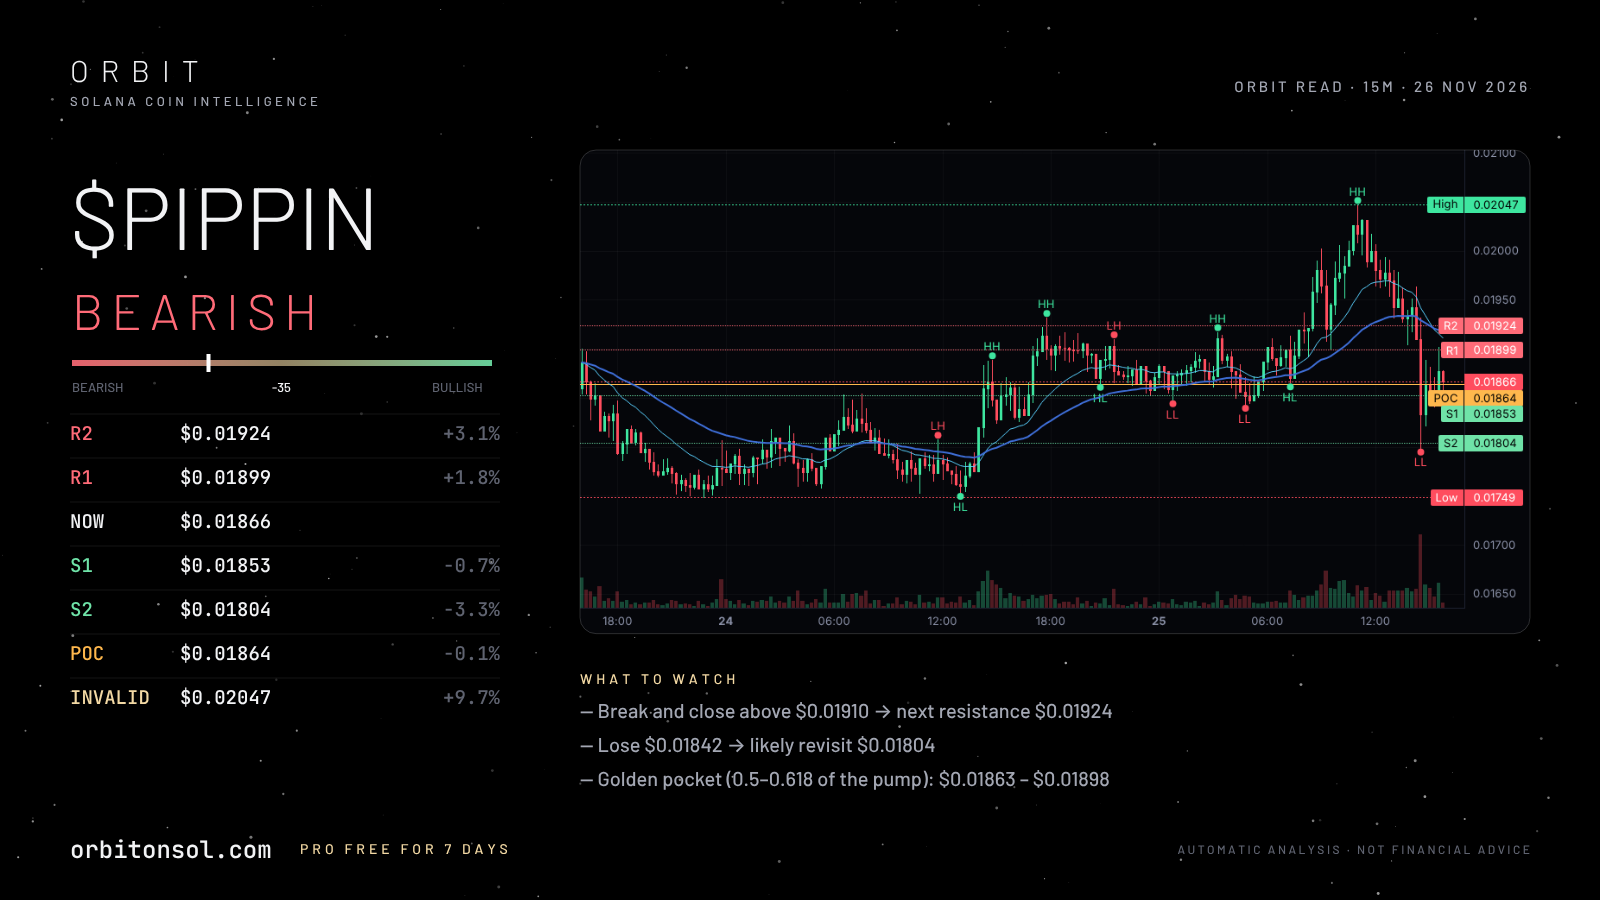 ORBIT
SOLANA COIN INTELLIGENCE
ORBIT READ · 15M · 26 NOV 2026
$PIPPIN
BEARISH
BEARISH -35 BULLISH
R2 $0.01924 +3.1%
R1 $0.01899 +1.8%
NOW $0.01866
S1 $0.01853 -0.7%
S2 $0.01804 -3.3%
POC $0.01864 -0.1%
INVALID $0.02047 +9.7%
0.02100
HH
High 0.02047
0.02000
0.01950
HH
HH
LH
HH
R2 0.01924
R1 0.01899
HH
0.01866
POC 0.01864
HL
HL
S1 0.01853
LL
LL
LH
S2 0.01804
LL
Low 0.01749
HL
0.01700
0.01650
18:00 24 06:00 12:00 18:00 25 06:00 12:00
WHAT TO WATCH
— Break and close above $0.01910 → next resistance $0.01924
— Lose $0.01842 → likely revisit $0.01804
— Golden pocket (0.5–0.618 of the pump): $0.01863 – $0.01898
orbitonsol.com PRO FREE FOR 7 DAYS
AUTOMATIC ANALYSIS · NOT FINANCIAL ADVICE